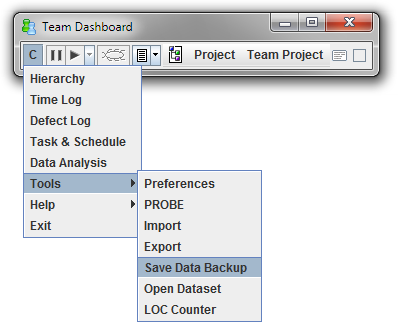 Team Dashboard
C Project Team Project
Hierarchy
Time Log
Defect Log
Task & Schedule
Data Analysis
Tools
Help
Exit
Preferences
PROBE
Import
Export
Save Data Backup
Open Dataset
LOC Counter